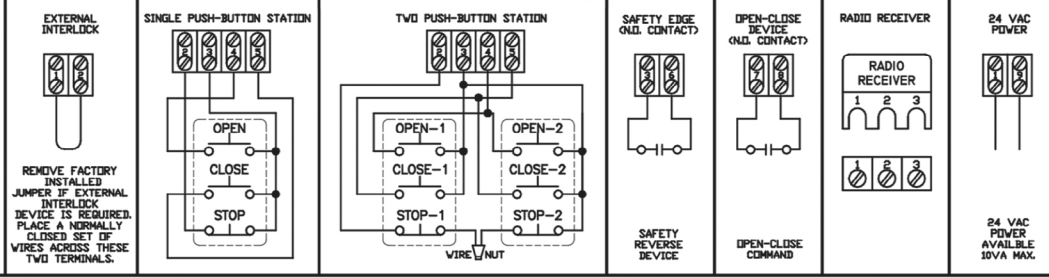 EXTERNAL
INTERLOCK
1 2
REMOVE FACTORY
INSTALLED
JUMPER IF EXTERNAL
INTERLOCK
DEVICE IS REQUIRED.
PLACE A NORMALLY
CLOSED SET OF
WIRES ACROSS THESE
TWO TERMINALS.
SINGLE PUSH-BUTTON STATION
2 3 4 5
OPEN
CLOSE
STOP
TWO PUSH-BUTTON STATION
2 3 4 5
OPEN-1 OPEN-2
CLOSE-1 CLOSE-2
STOP-1 STOP-2
WIRE NUT
SAFETY EDGE
(N.O. CONTACT)
3 6
SAFETY
REVERSE
DEVICE
OPEN-CLOSE
DEVICE
(N.O. CONTACT)
7 8
OPEN-CLOSE
COMMAND
RADIO RECEIVER
RADIO
RECEIVER
1 2 3
1 2 3
24 VAC
POWER
1 9
24 VAC
POWER
AVAILBLE
10VA MAX.